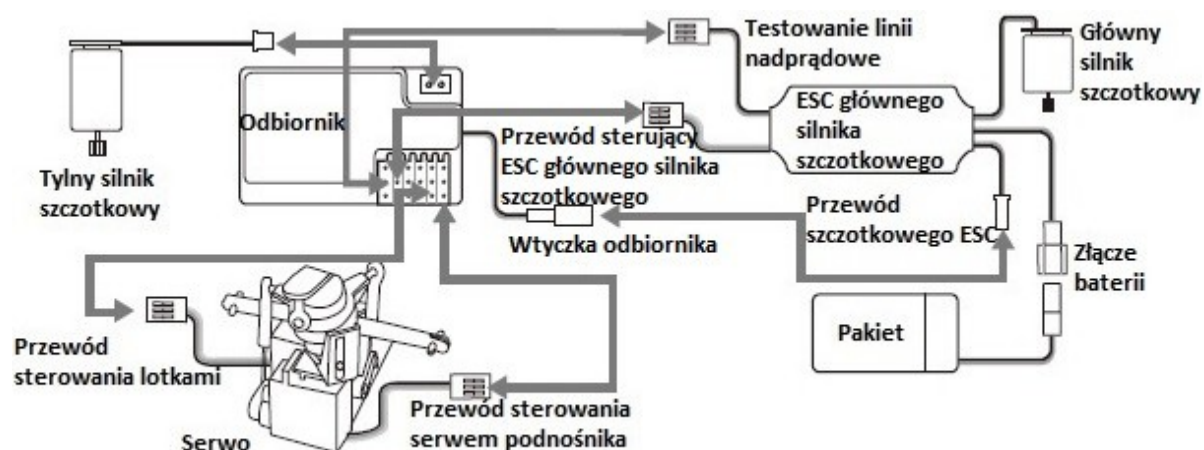 Testowanie linii
nadprądowe
Główny
silnik
szczotkowy
Odbiornik
ESC głównego
silnika
szczotkowego
Przewód sterujący
ESC głównego silnika
szczotkowego
Tylny silnik
szczotkowy
Wtyczka odbiornika
Przewód
szczotkowego ESC
Złącze
baterii
Pakiet
Przewód
sterowania lotkami
Przewód sterowania
serwem podnośnika
Serwo